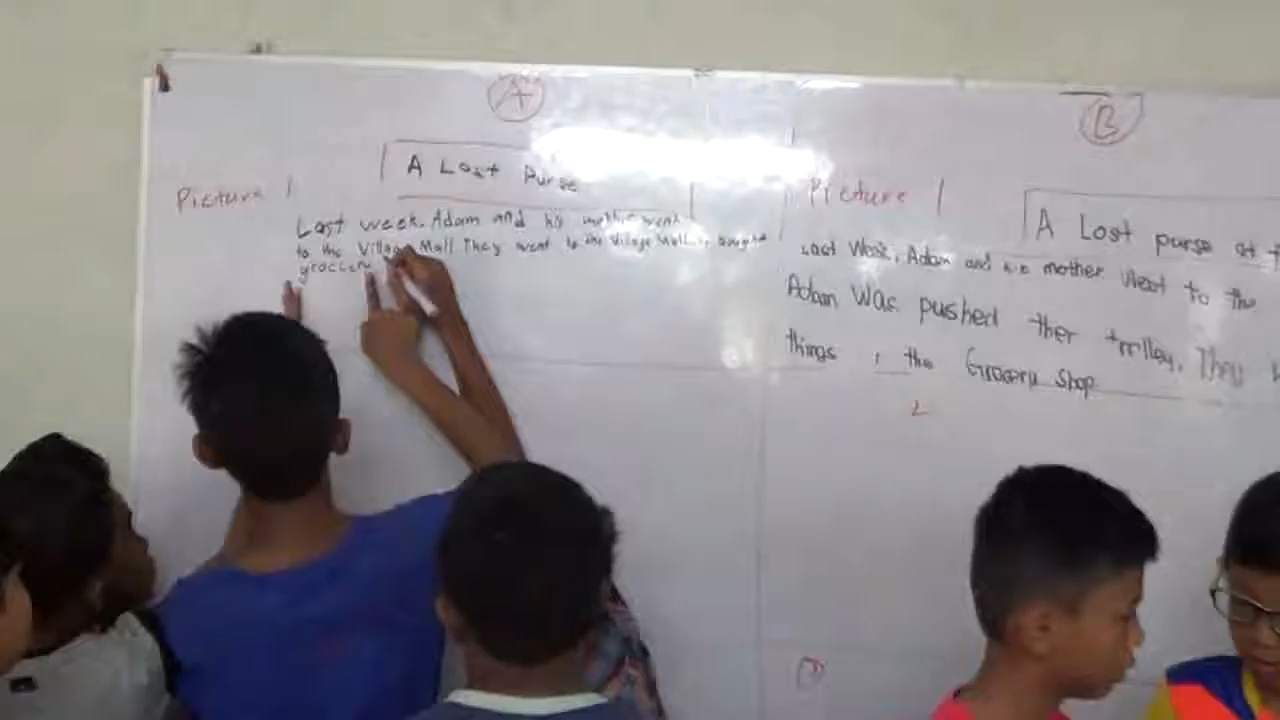 A
A Lost Purse
Picture 1
Last week, Adam and his mother went
to the Village Mall. They went to the Village Mall to bought
B
Picture 1
A Lost purse at
Last Week, Adam and his mother Went to the
Adam Was pushed ther trrlley. They
things the Grocery Shop
2